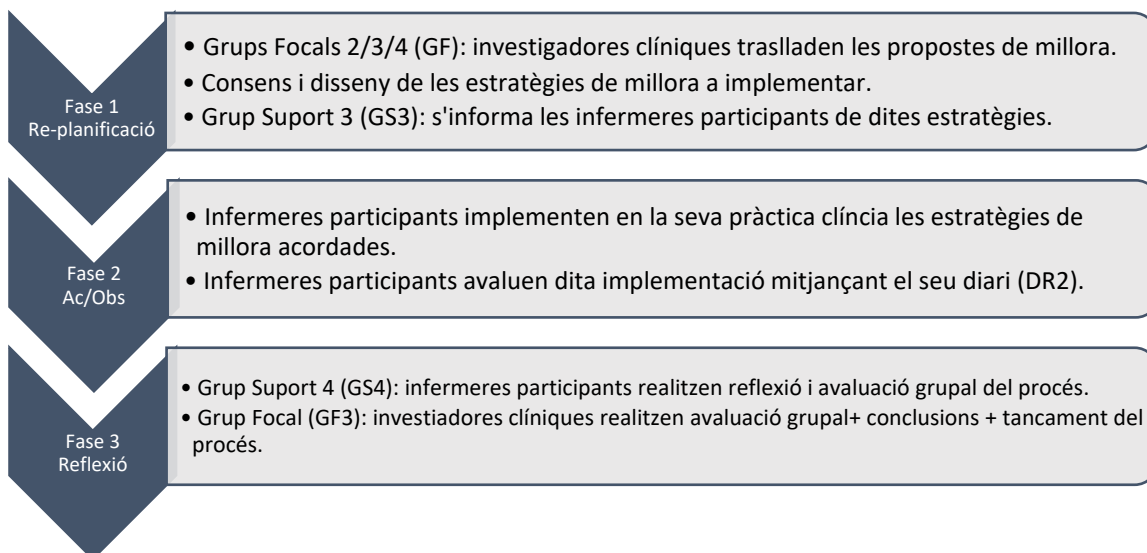 Fase 1
Re-planificació
• Grups Focals 2/3/4 (GF): investigadores clíniques traslladen les propostes de millora.
• Consens i disseny de les estratègies de millora a implementar.
• Grup Suport 3 (GS3): s'informa les infermeres participants de dites estratègies.
Fase 2
Ac/Obs
• Infermeres participants implementen en la seva pràctica clíncia les estratègies de
millora acordades.
• Infermeres participants avaluen dita implementació mitjançant el seu diari (DR2).
Fase 3
Reflexió
• Grup Suport 4 (GS4): infermeres participants realitzen reflexió i avaluació grupal del procés.
• Grup Focal (GF3): investiadores clíniques realitzen avaluació grupal+ conclusions + tancament del
procés.